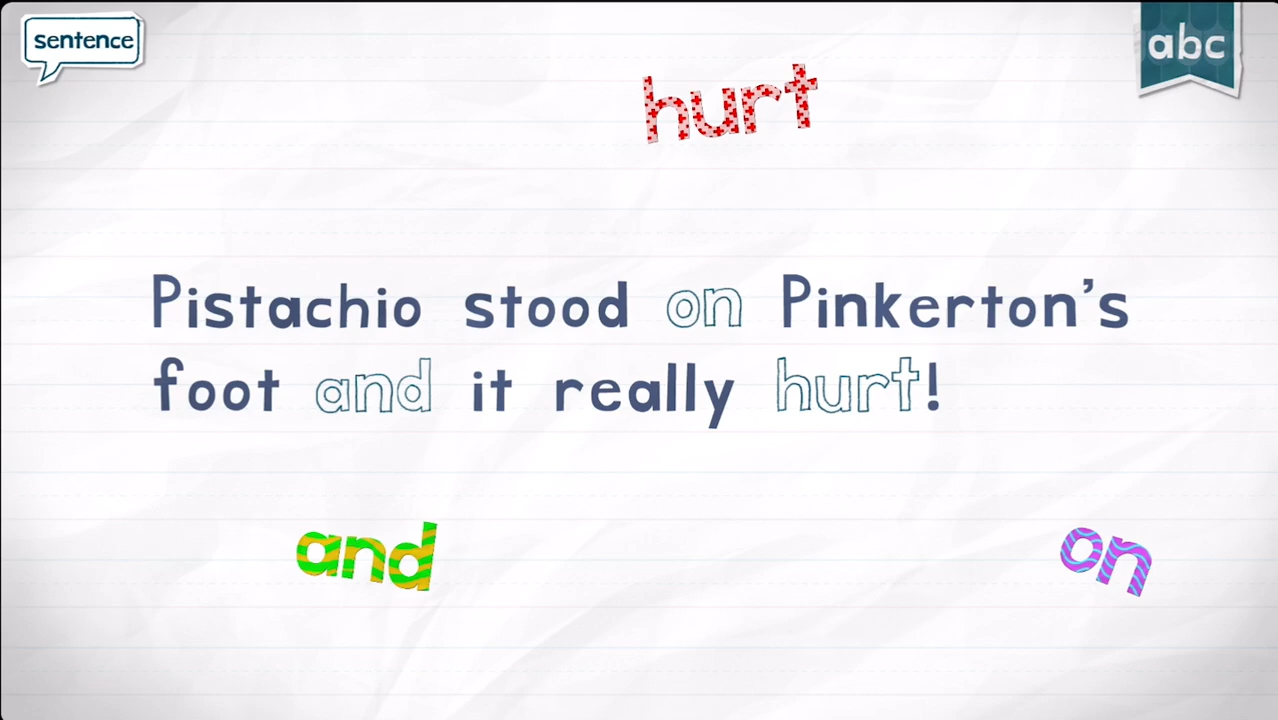 sentence
abc
hurt
Pistachio stood on Pinkerton's
foot and it really hurt!
and
on